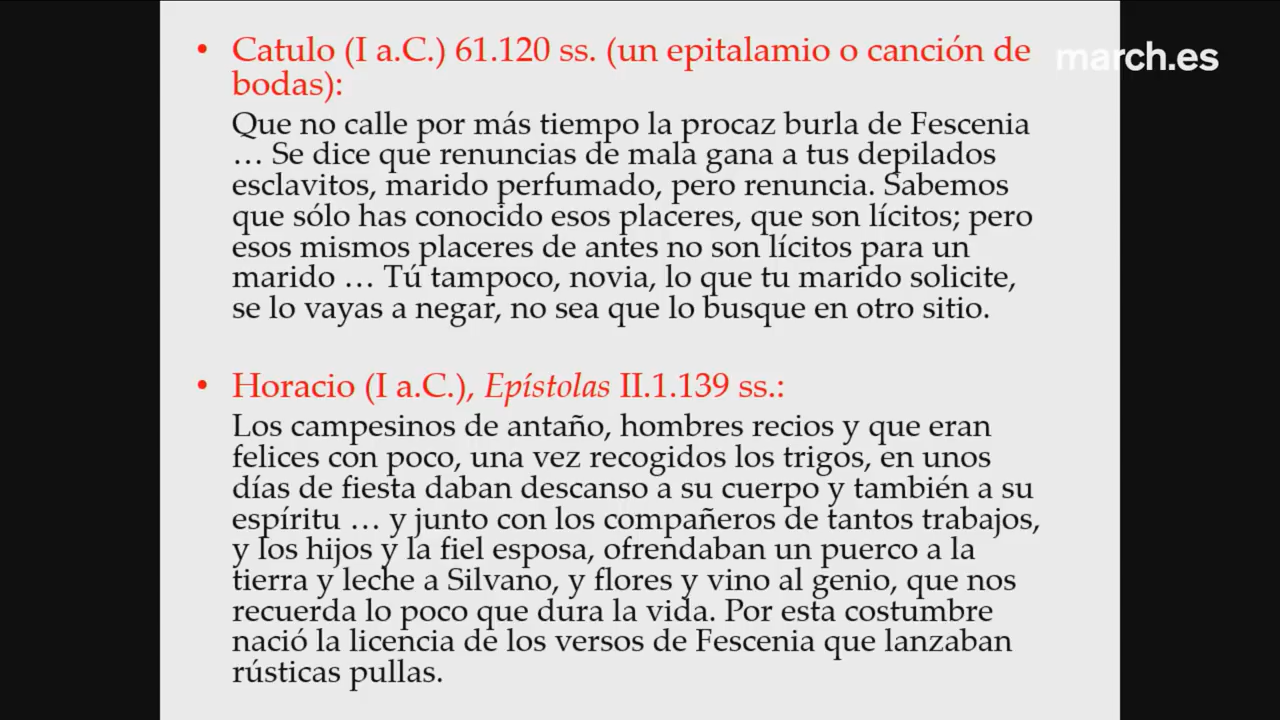 • Catulo (I a.C.) 61.120 ss. (un epitalamio o canción de
bodas):
march.es
Que no calle por más tiempo la procaz burla de Fescenia
… Se dice que renuncias de mala gana a tus depilados
esclavitos, marido perfumado, pero renuncia. Sabemos
que sólo has conocido esos placeres, que son lícitos; pero
esos mismos placeres de antes no son lícitos para un
marido … Tú tampoco, novia, lo que tu marido solicite,
se lo vayas a negar, no sea que lo busque en otro sitio.
• Horacio (I a.C.), Epístolas II.1.139 ss.:
Los campesinos de antaño, hombres recios y que eran
felices con poco, una vez recogidos los trigos, en unos
días de fiesta daban descanso a su cuerpo y también a su
espíritu … y junto con los compañeros de tantos trabajos,
y los hijos y la fiel esposa, ofrendaban un puerco a la
tierra y leche a Silvano, y flores y vino al genio, que nos
recuerda lo poco que dura la vida. Por esta costumbre
nació la licencia de los versos de Fescenia que lanzaban
rústicas pullas.